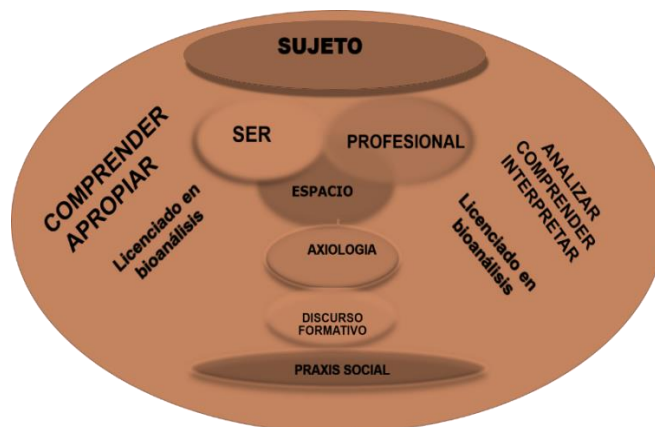 SUJETO
SER
PROFESIONAL
ESPACIO
COMPRENDER
APROPIAR
Licenciado en
bioanálisis
ANALIZAR
COMPRENDER
INTERPRETAR
Licenciado en
bioanálisis
AXIOLOGIA
DISCURSO
FORMATIVO
PRAXIS SOCIAL